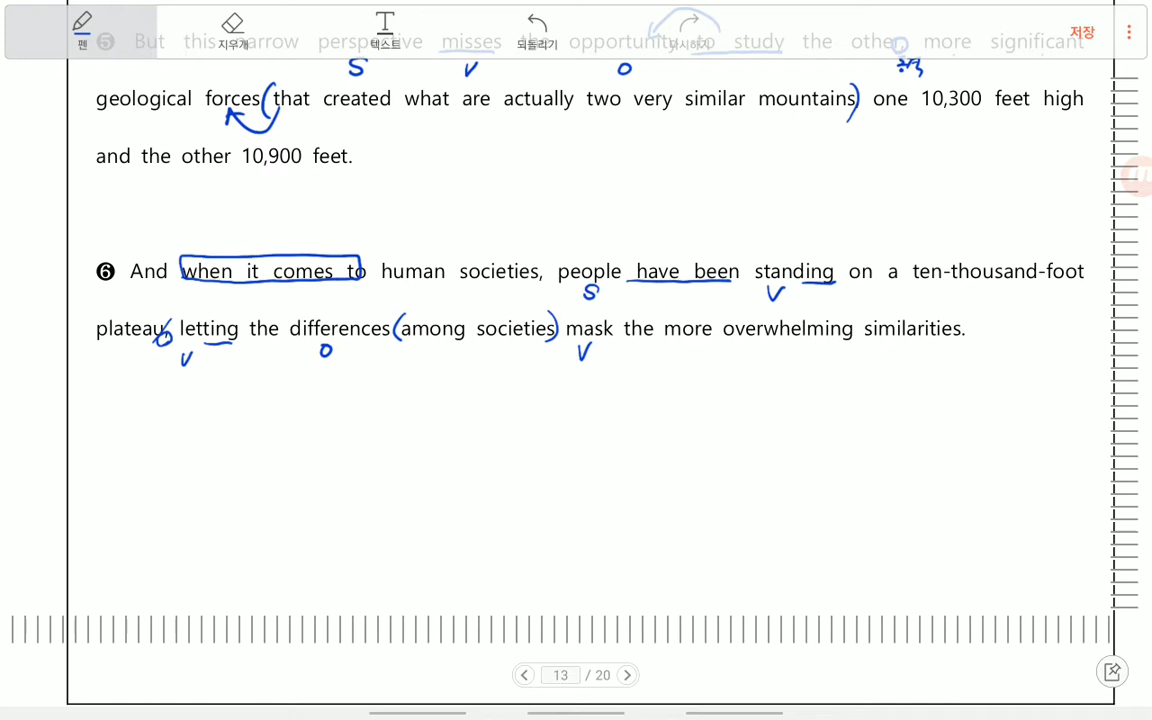 펜 지우개 텍스트 되돌리기 다시하기 저장
❺ But this narrow perspective misses the opportunity to study the other, more significant
S V O
geological forces(that created what are actually two very similar mountains) one 10,300 feet high
and the other 10,900 feet.
❻ And when it comes to human societies, people have been standing on a ten-thousand-foot
S V
plateau, letting the differences(among societies) mask the more overwhelming similarities.
V O V
13 / 20